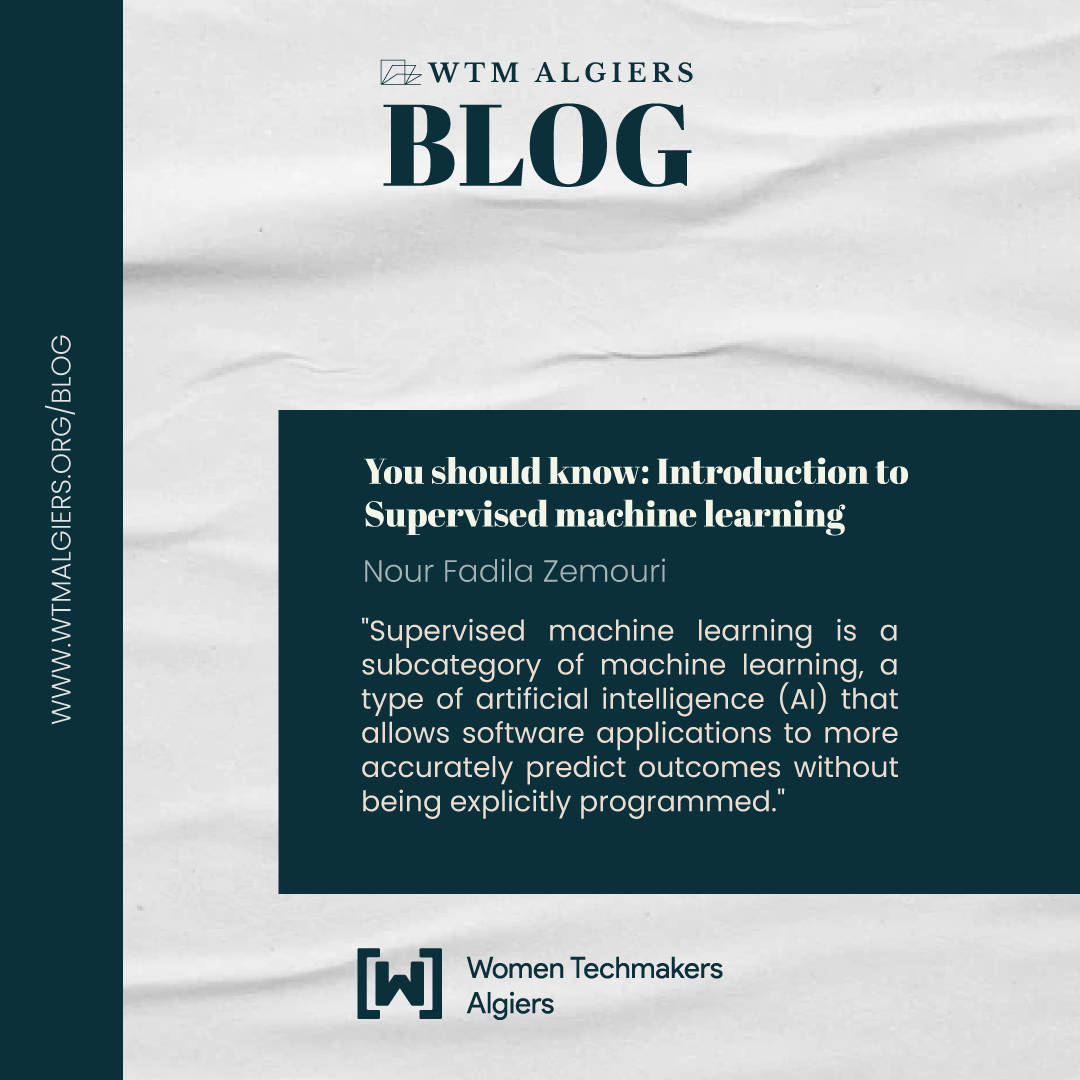 WTM ALGIERS
BLOG
WWW.WTMALGIERS.ORG/BLOG
You should know: Introduction to
Supervised machine learning
Nour Fadila Zemouri
"Supervised machine learning is a
subcategory of machine learning, a
type of artificial intelligence (AI) that
allows software applications to more
accurately predict outcomes without
being explicitly programmed."
[W] Women Techmakers
Algiers